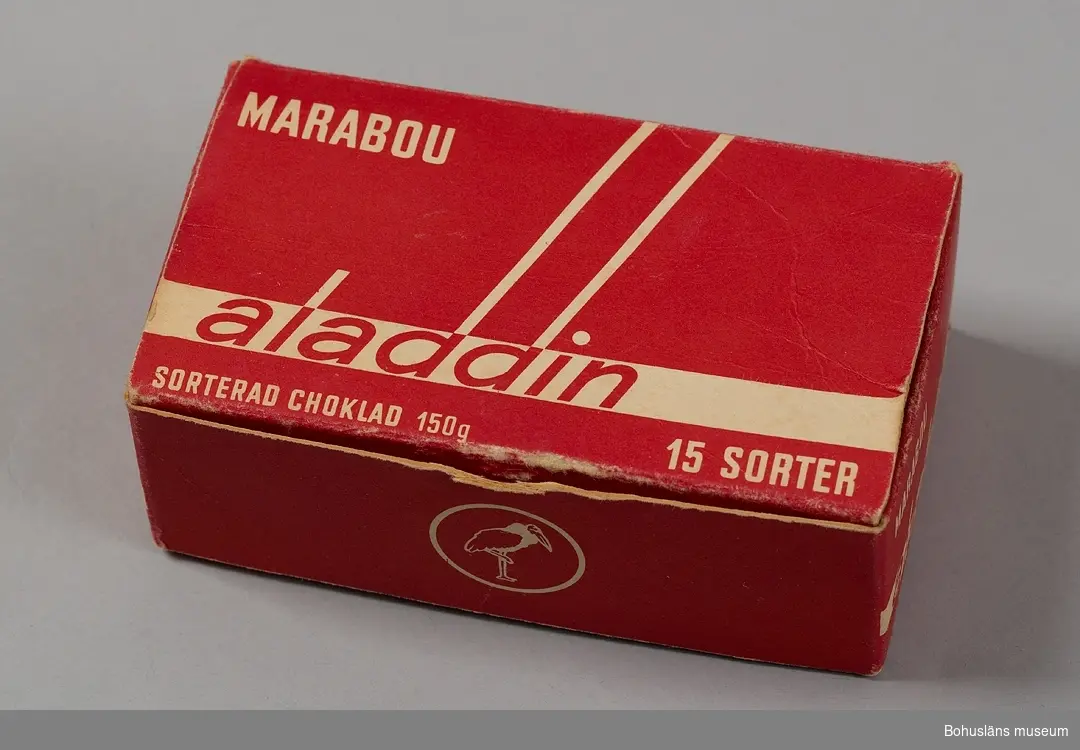 MARABOU
aladdin
SORTERAD CHOKLAD 150g
15 SORTER
Bohusläns museum